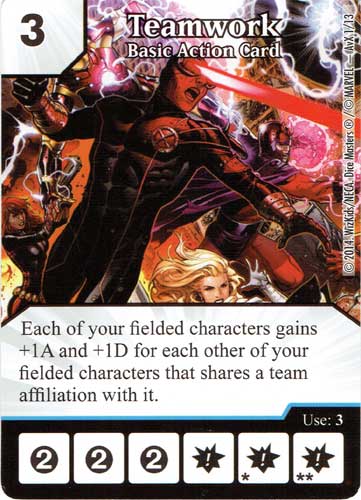 3
Teamwork
Basic Action Card
© 2014 WizKids/NECA. Dice Masters ® / © MARVEL — AvX 1/13
Each of your fielded characters gains
+1A and +1D for each other of your
fielded characters that shares a team
affiliation with it.
Use: 3
2 2 2 ! ! !
* **